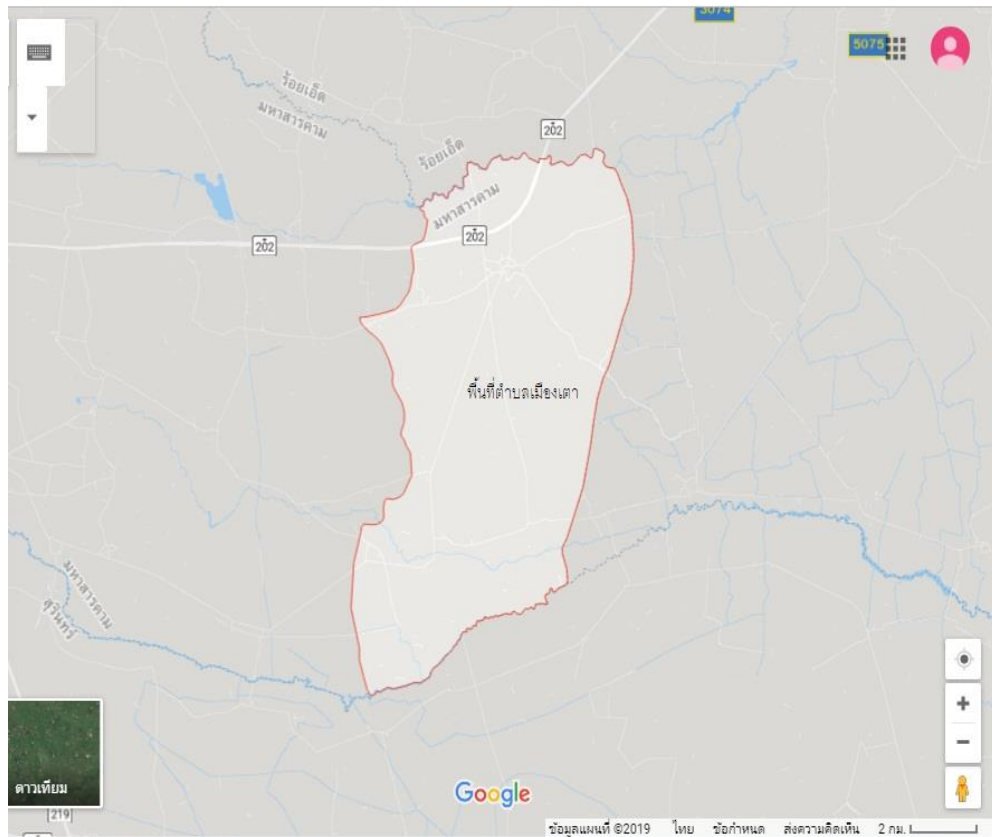 3074
5075
ร้อยเอ็ด
มหาสารคาม
202
ร้อยเอ็ด
มหาสารคาม
202
202
พื้นที่ตำบลเมืองเตา
มหาสารคาม
สุรินทร์
ดาวเทียม
219
Google
ข้อมูลแผนที่ ©2019 ไทย ข้อกำหนด ส่งความคิดเห็น 2 กม.